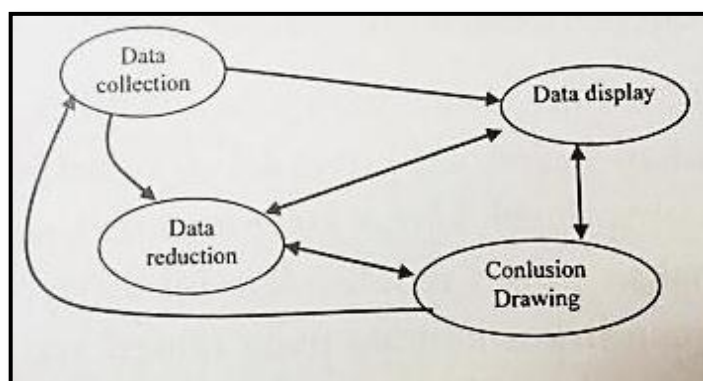 Data
collection
Data display
Data
reduction
Conlusion
Drawing